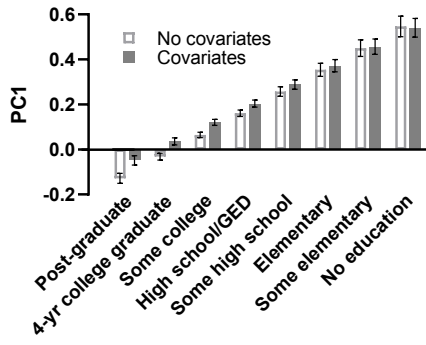 0.6
0.4
0.2
0.0
-0.2
PC1
No covariates
Covariates
Post-graduate
4-yr college graduate
Some college
High school/GED
Some high school
Elementary
Some elementary
No education